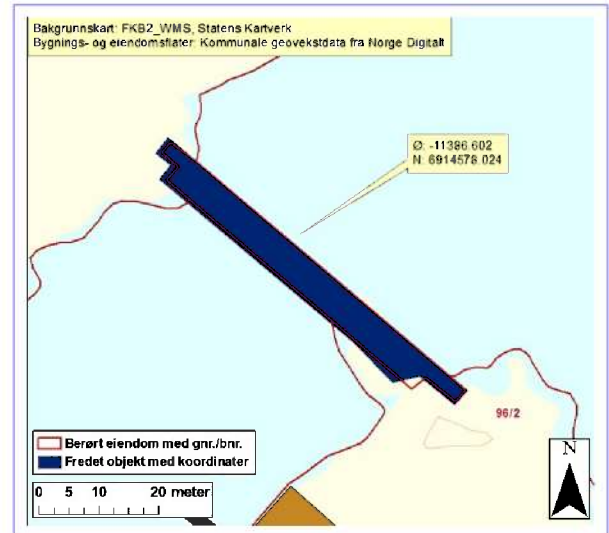 Bakgrunnskart: FKB2_WMS, Statens Kartverk
Bygnings- og eiendomsflater: Kommunale geovekstdata fra Norge Digitalt
Ø: -11386.602
N: 6914578.024
96/2
Berørt eiendom med gnr./bnr.
Fredet objekt med koordinater
0 5 10 20 meter
N